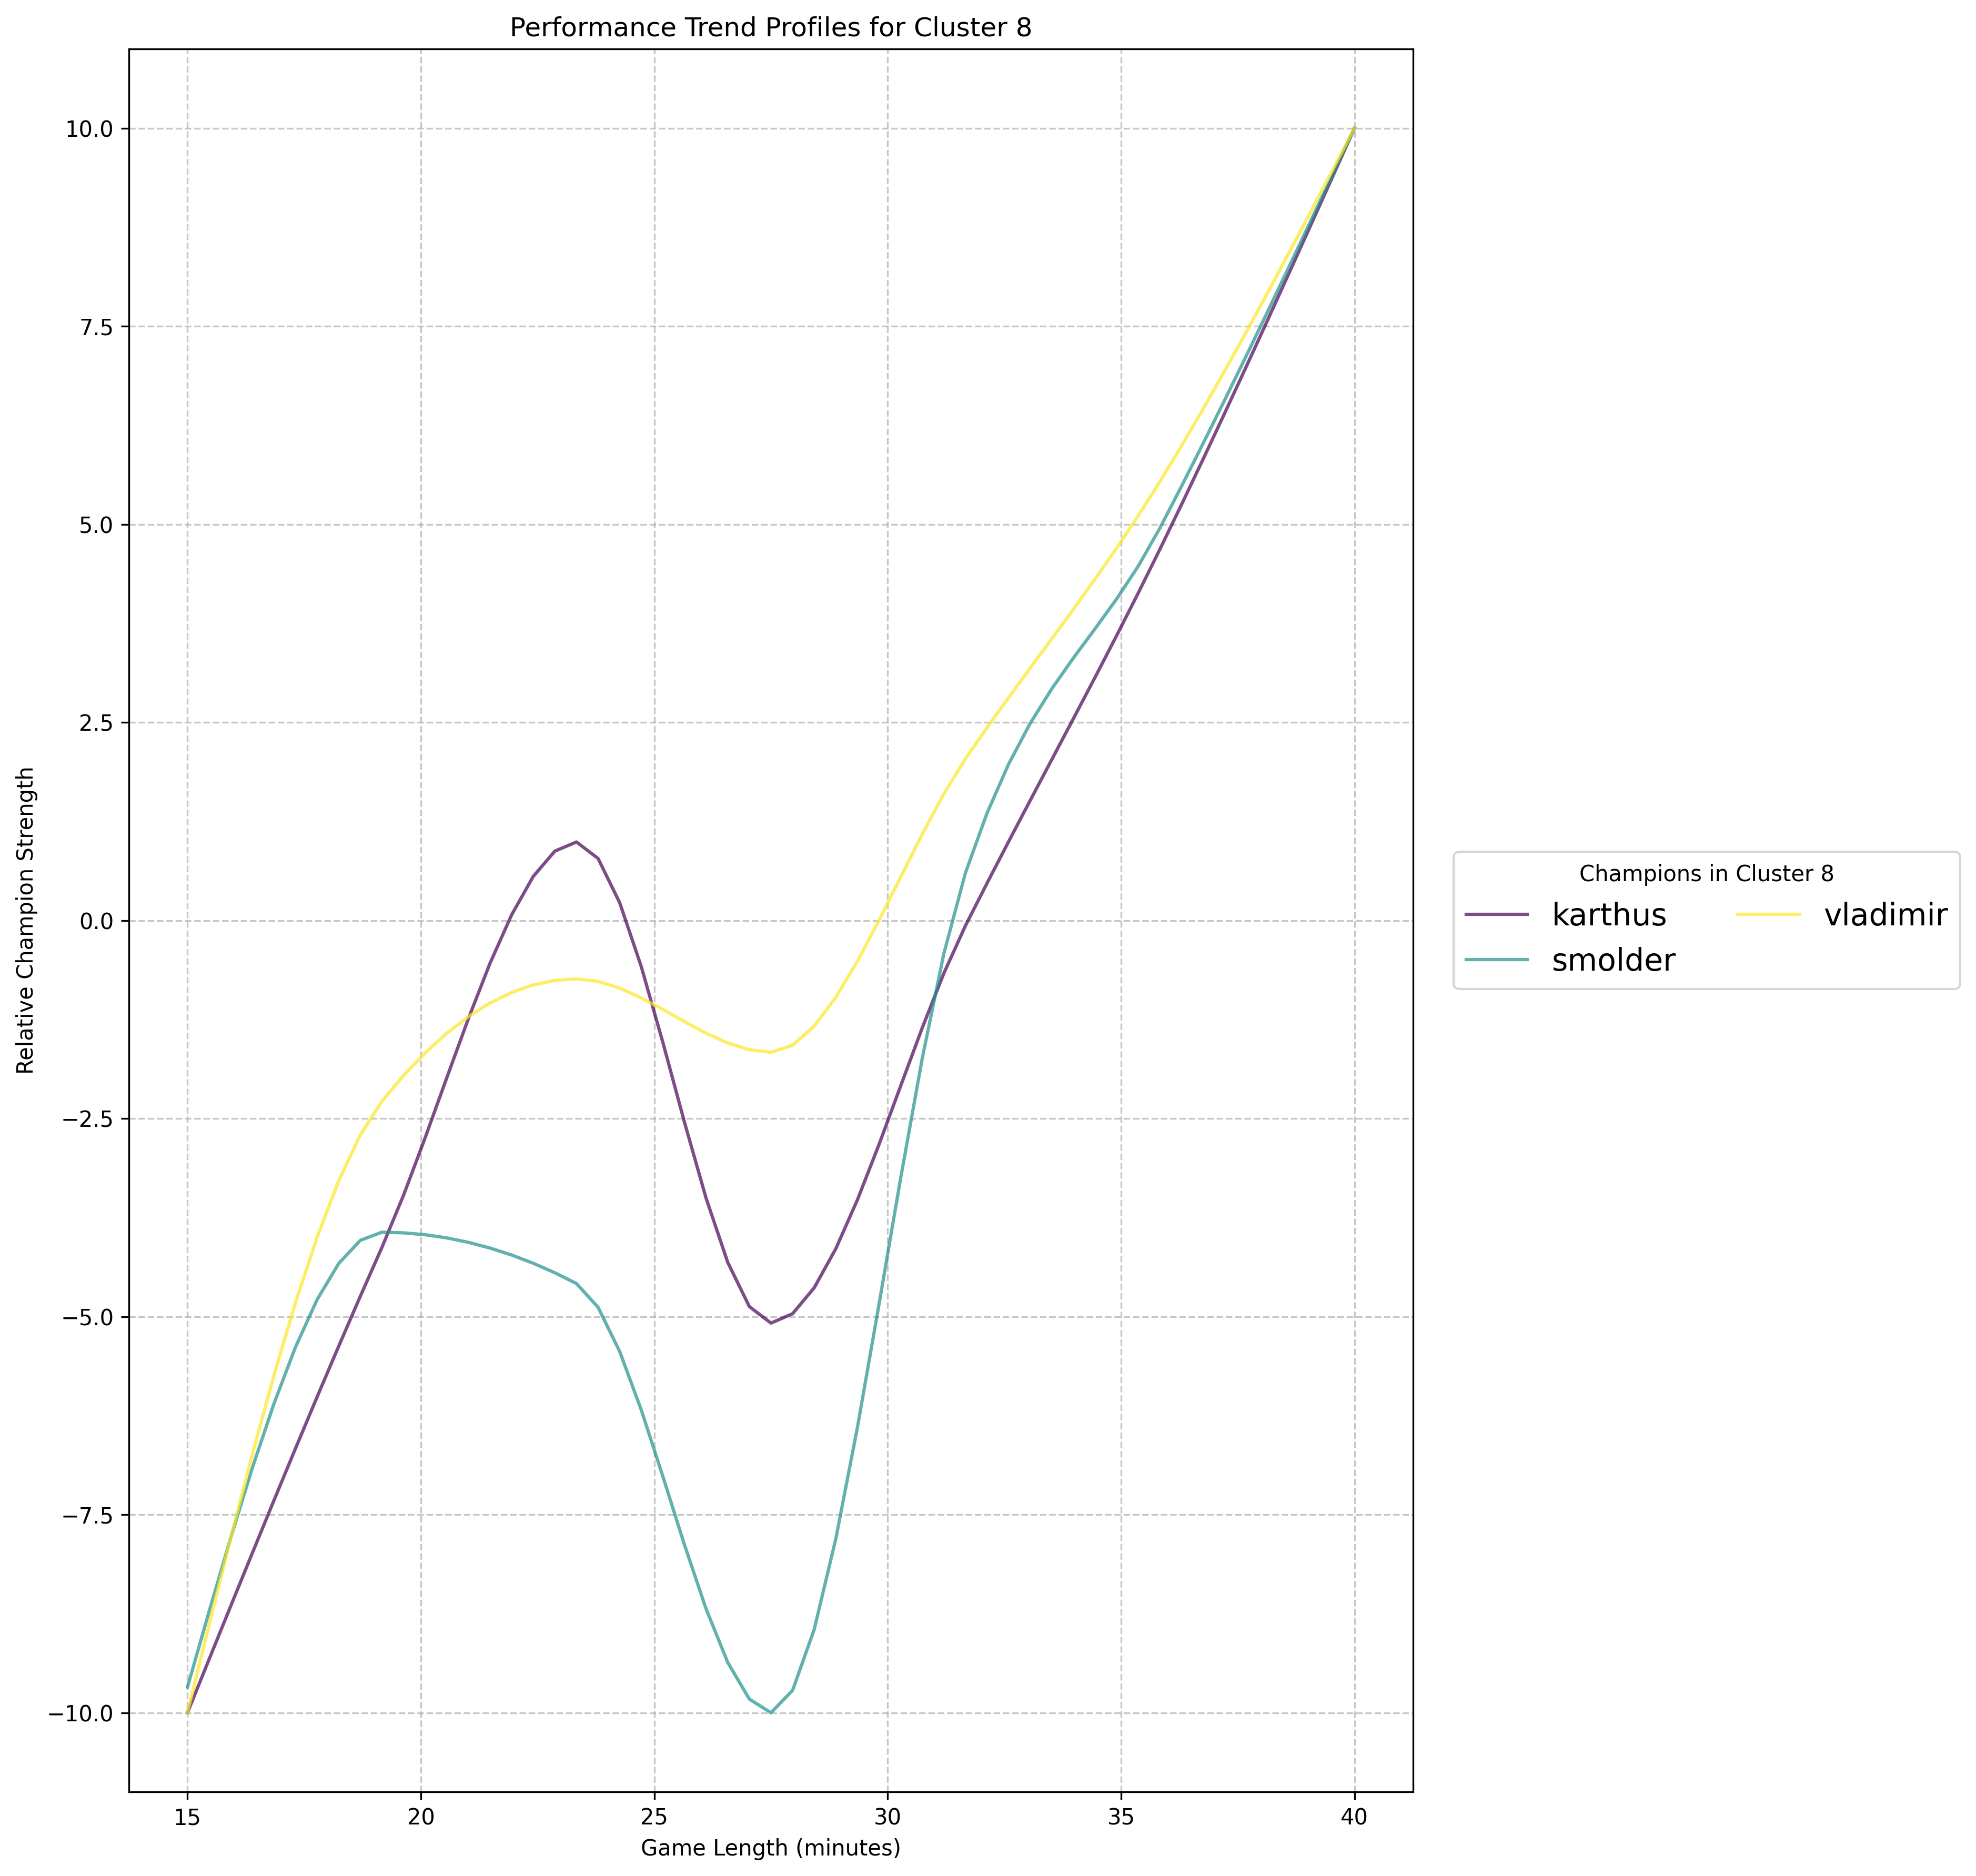 Performance Trend Profiles for Cluster 8
10.0
7.5
5.0
2.5
0.0
−2.5
−5.0
−7.5
−10.0
Relative Champion Strength
15 20 25 30 35 40
Game Length (minutes)
Champions in Cluster 8
karthus vladimir
smolder